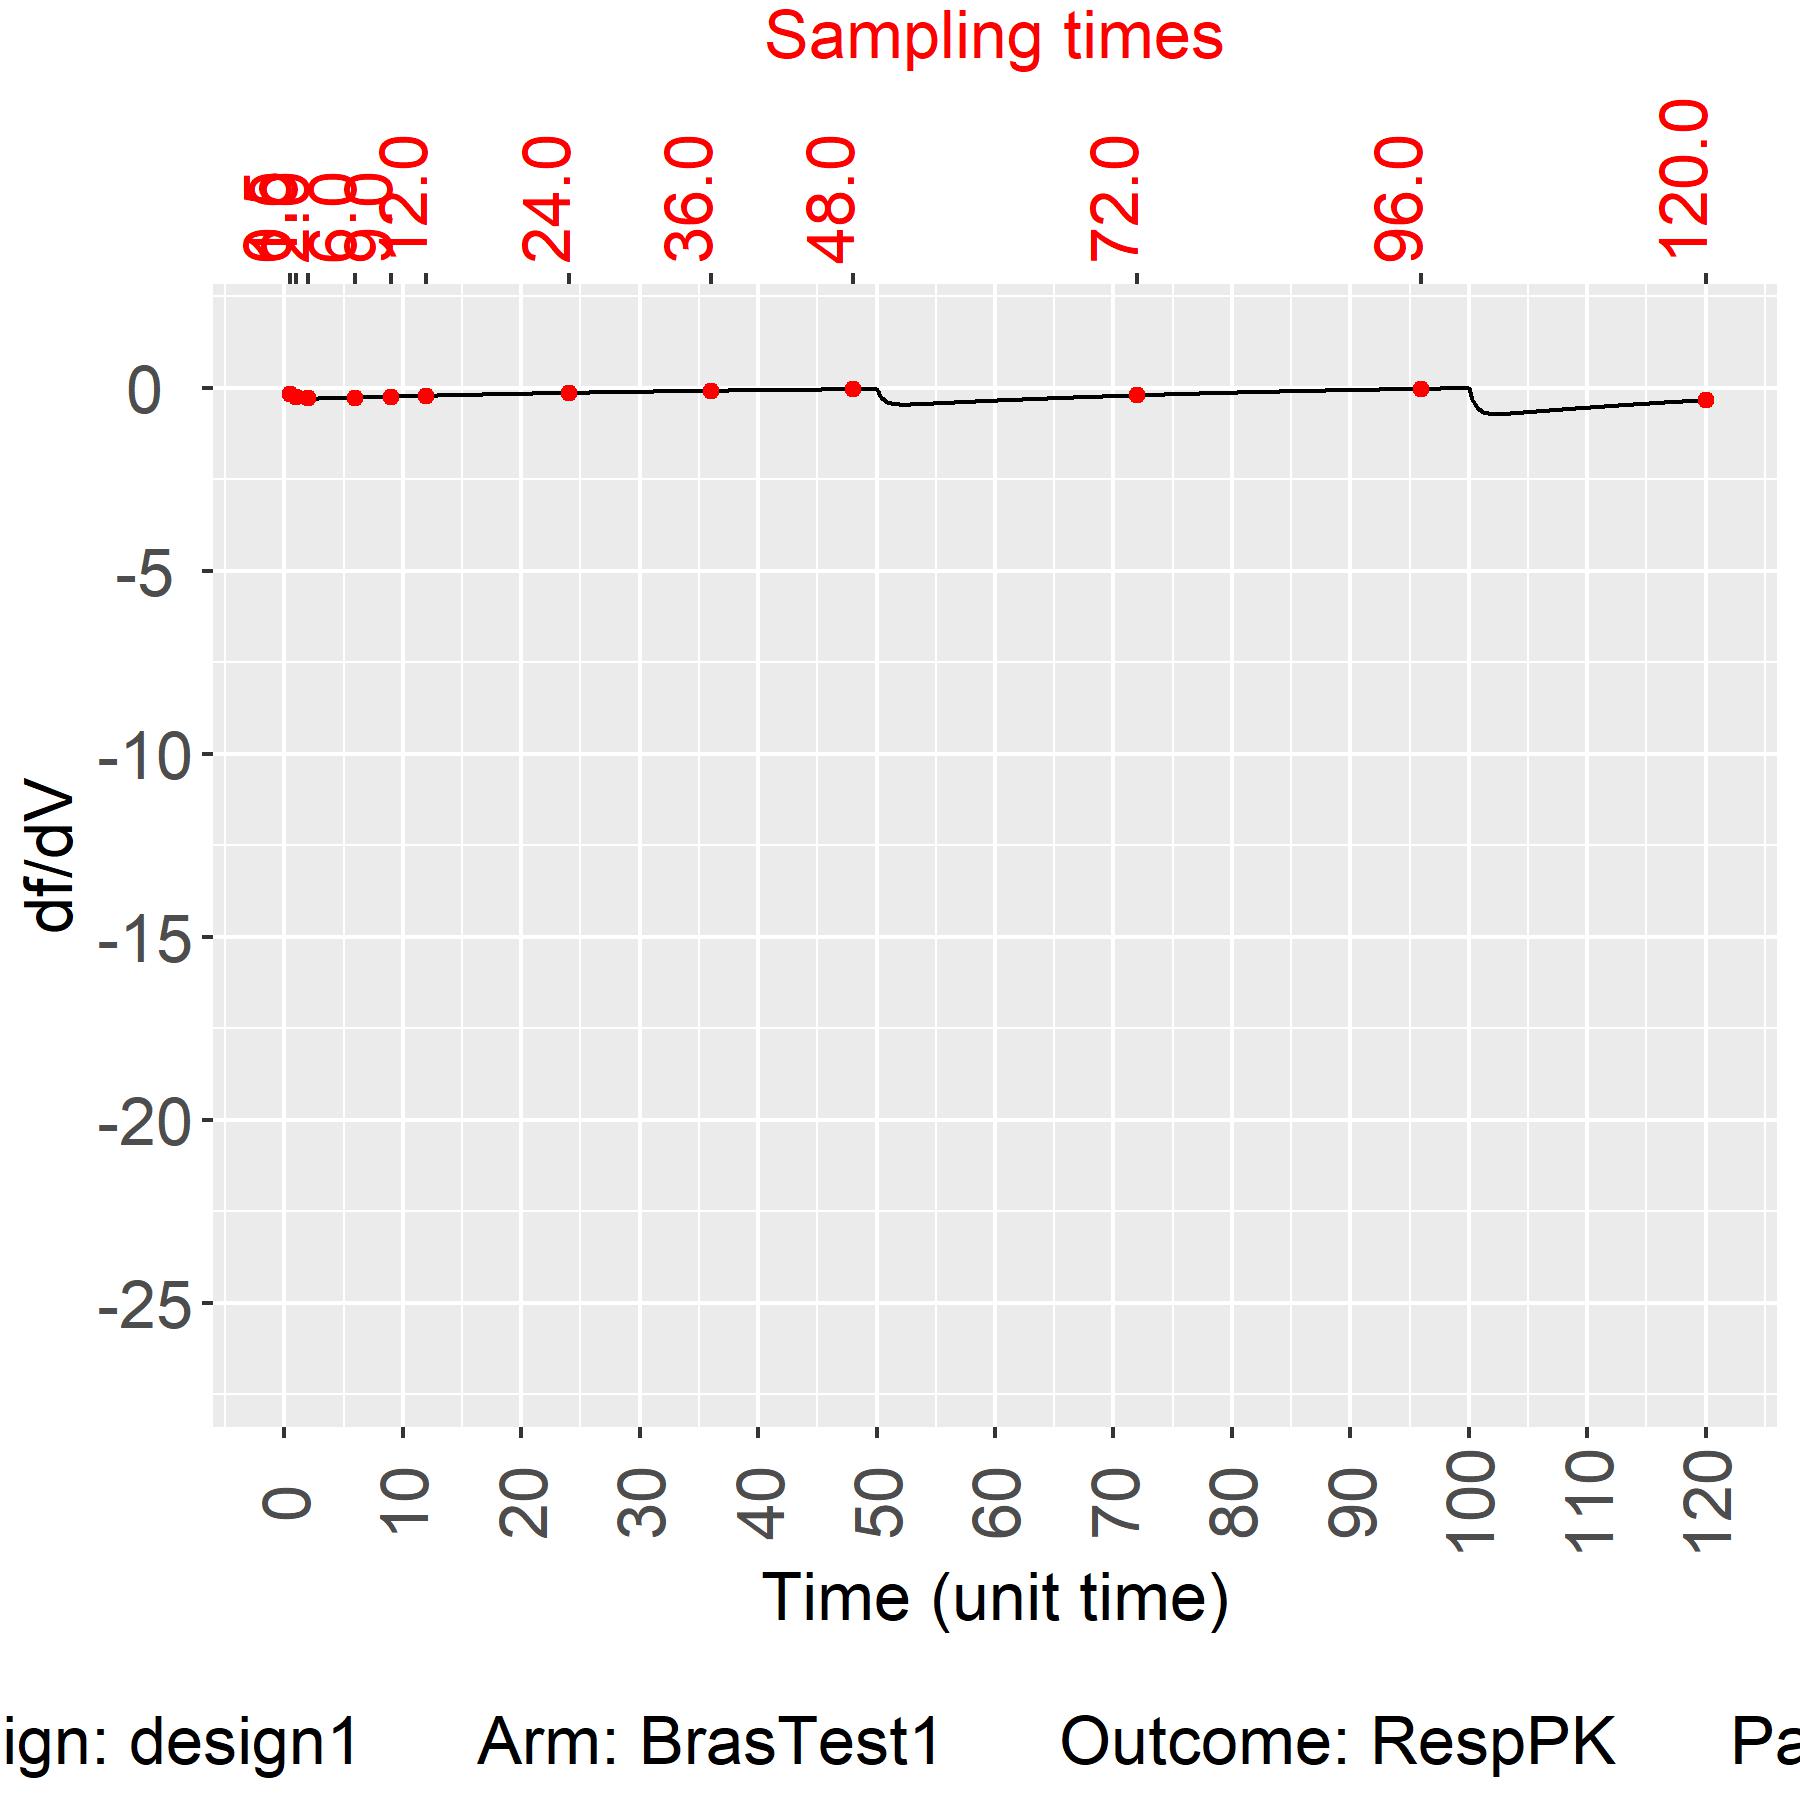 Sampling times
12.0 24.0 36.0 48.0 72.0 96.0 120.0
0
-5
-10
-15
-20
-25
df/dV
0 10 20 30 40 50 60 70 80 90 100 110 120
Time (unit time)
ign: design1 Arm: BrasTest1 Outcome: RespPK Pa